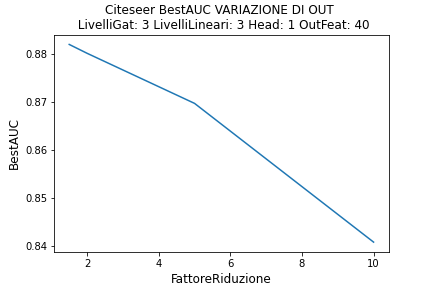 Citeseer BestAUC VARIAZIONE DI OUT
LivelliGat: 3 LivelliLineari: 3 Head: 1 OutFeat: 40
0.88
0.87
0.86
0.85
0.84
BestAUC
2 4 6 8 10
FattoreRiduzione